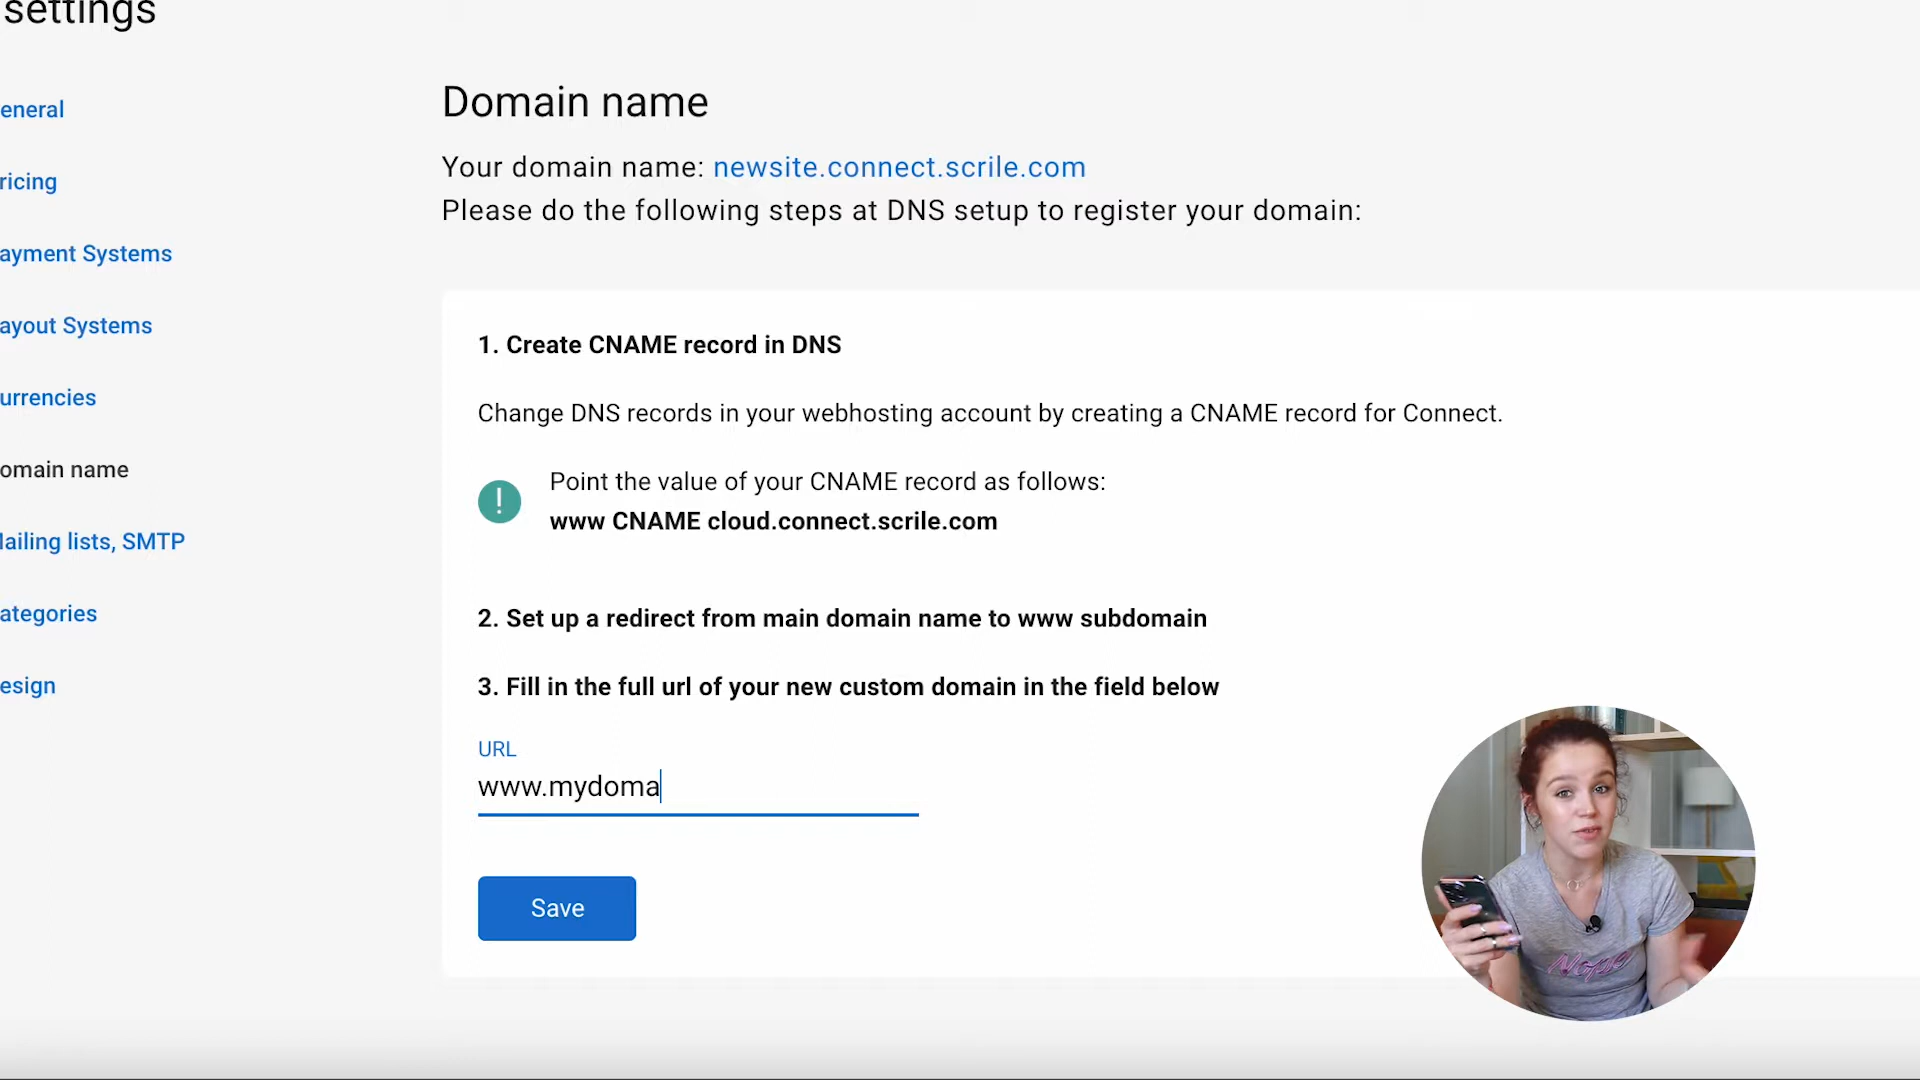 settings
eneral
ricing
ayment Systems
ayout Systems
urrencies
omain name
ailing lists, SMTP
ategories
esign
Domain name
Your domain name: newsite.connect.scrile.com
Please do the following steps at DNS setup to register your domain:
1. Create CNAME record in DNS
Change DNS records in your webhosting account by creating a CNAME record for Connect.
!
Point the value of your CNAME record as follows:
www CNAME cloud.connect.scrile.com
2. Set up a redirect from main domain name to www subdomain
3. Fill in the full url of your new custom domain in the field below
URL
www.mydoma
Save